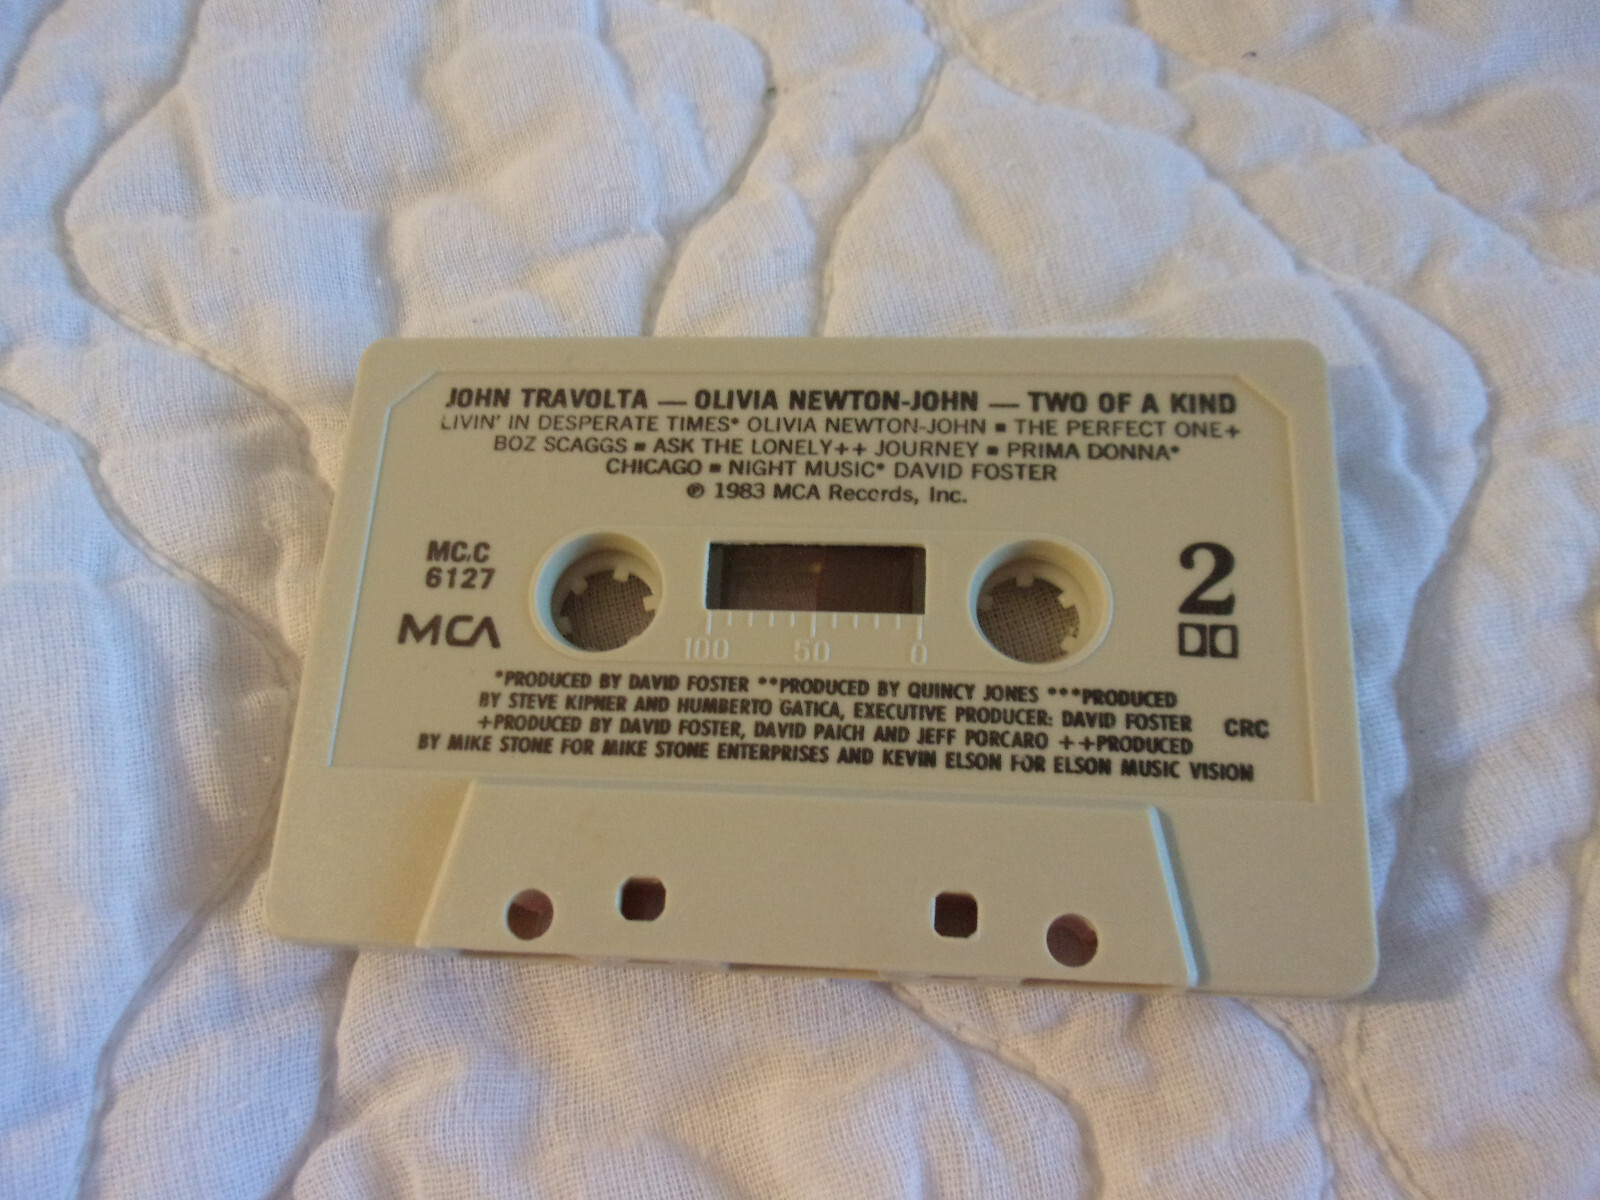 JOHN TRAVOLTA — OLIVIA NEWTON-JOHN — TWO OF A KIND
LIVIN' IN DESPERATE TIMES* OLIVIA NEWTON-JOHN ■ THE PERFECT ONE+
BOZ SCAGGS ■ ASK THE LONELY++ JOURNEY ■ PRIMA DONNA*
CHICAGO ■ NIGHT MUSIC* DAVID FOSTER
℗ 1983 MCA Records, Inc.
MC,C
6127
MCA
100 50 0
2
*PRODUCED BY DAVID FOSTER **PRODUCED BY QUINCY JONES ***PRODUCED
BY STEVE KIPNER AND HUMBERTO GATICA, EXECUTIVE PRODUCER: DAVID FOSTER
+PRODUCED BY DAVID FOSTER, DAVID PAICH AND JEFF PORCARO ++PRODUCED
BY MIKE STONE FOR MIKE STONE ENTERPRISES AND KEVIN ELSON FOR ELSON MUSIC VISION
CRC